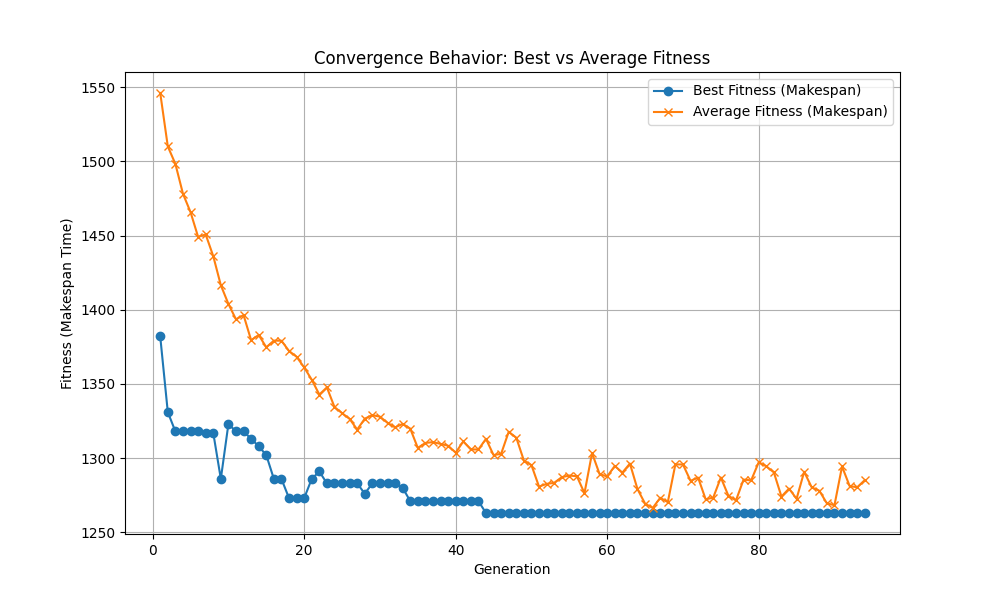 Convergence Behavior: Best vs Average Fitness
Best Fitness (Makespan)
Average Fitness (Makespan)
Fitness (Makespan Time)
1550
1500
1450
1400
1350
1300
1250
0 20 40 60 80
Generation